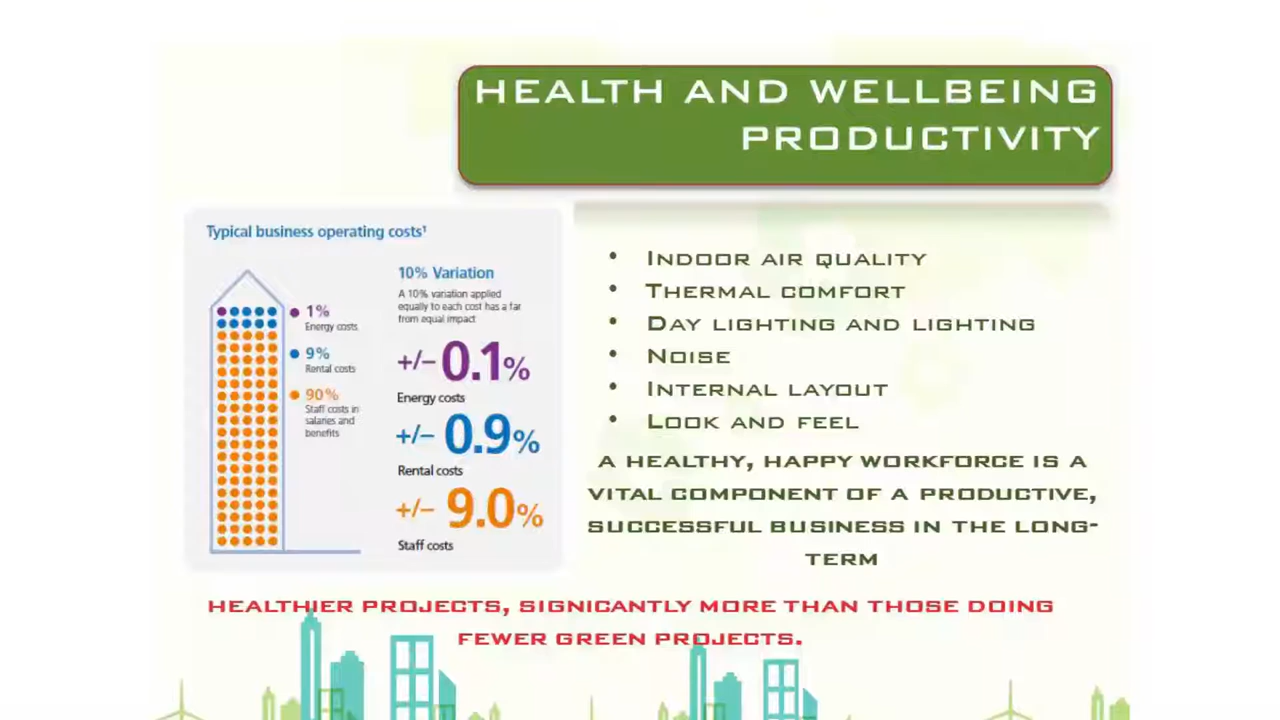 HEALTH AND WELLBEING
PRODUCTIVITY
Typical business operating costs¹
1%
Energy costs
9%
Rental costs
90%
Staff costs in
salaries and
benefits
10% Variation
A 10% variation applied
equally to each cost has a far
from equal impact
+/– 0.1%
Energy costs
+/– 0.9%
Rental costs
+/– 9.0%
Staff costs
• INDOOR AIR QUALITY
• THERMAL COMFORT
• DAY LIGHTING AND LIGHTING
• NOISE
• INTERNAL LAYOUT
• LOOK AND FEEL
A HEALTHY, HAPPY WORKFORCE IS A
VITAL COMPONENT OF A PRODUCTIVE,
SUCCESSFUL BUSINESS IN THE LONG-
TERM
HEALTHIER PROJECTS, SIGNICANTLY MORE THAN THOSE DOING
FEWER GREEN PROJECTS.